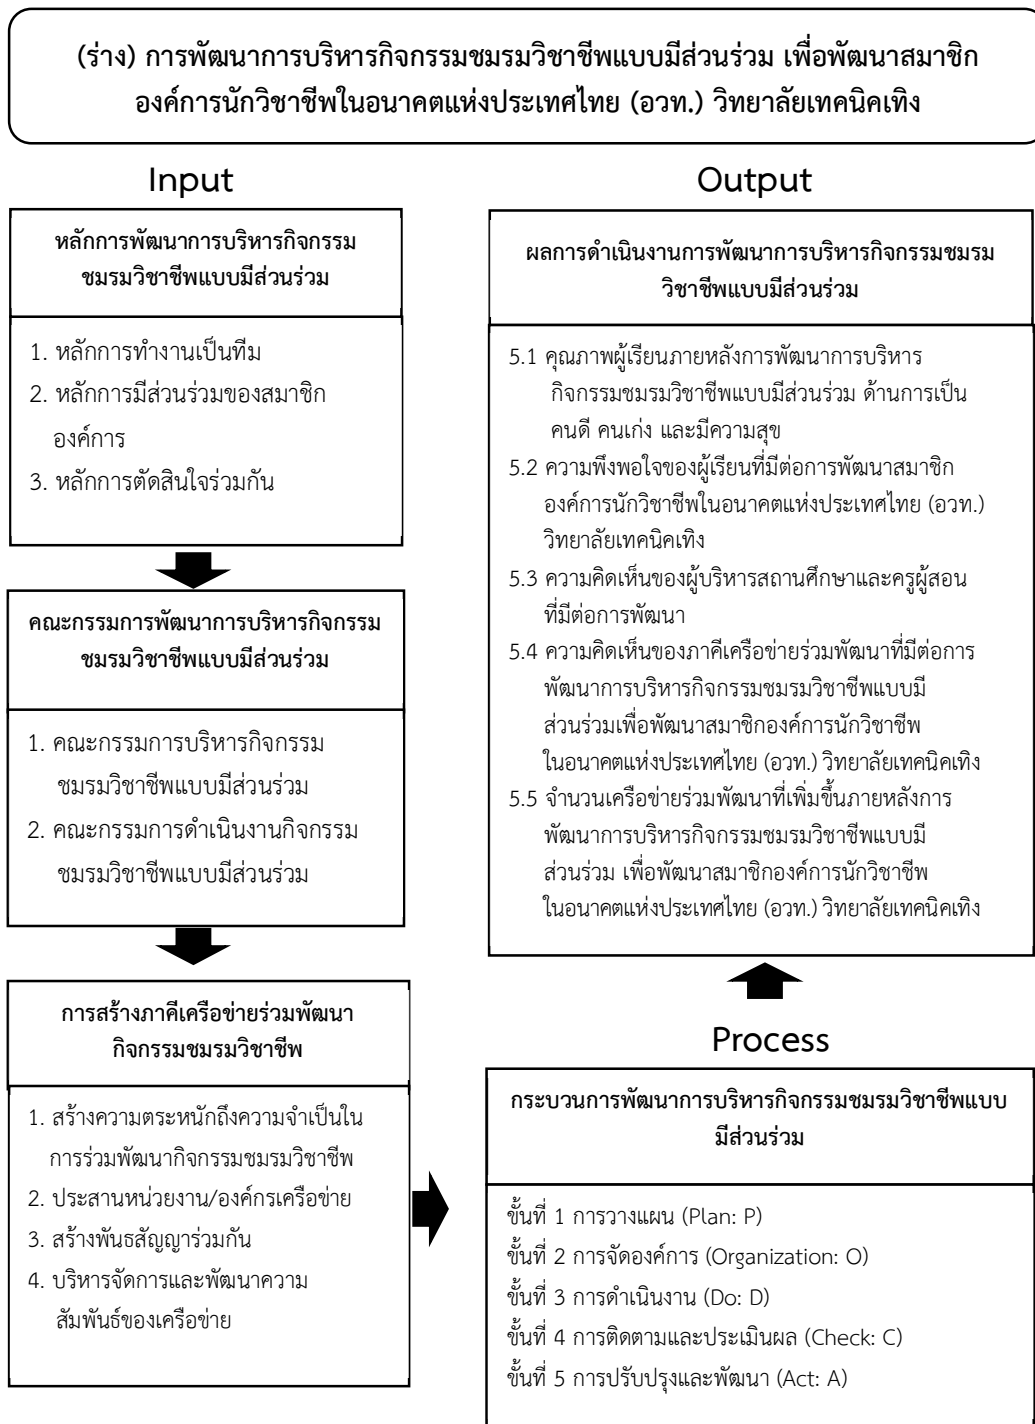 (ร่าง) การพัฒนาการบริหารกิจกรรมชมรมวิชาชีพแบบมีส่วนร่วม เพื่อพัฒนาสมาชิก
องค์การนักวิชาชีพในอนาคตแห่งประเทศไทย (อวท.) วิทยาลัยเทคนิคเทิง
Input
หลักการพัฒนาการบริหารกิจกรรม
ชมรมวิชาชีพแบบมีส่วนร่วม
1. หลักการทำงานเป็นทีม
2. หลักการมีส่วนร่วมของสมาชิก
องค์การ
3. หลักการตัดสินใจร่วมกัน
คณะกรรมการพัฒนาการบริหารกิจกรรม
ชมรมวิชาชีพแบบมีส่วนร่วม
1. คณะกรรมการบริหารกิจกรรม
ชมรมวิชาชีพแบบมีส่วนร่วม
2. คณะกรรมการดำเนินงานกิจกรรม
ชมรมวิชาชีพแบบมีส่วนร่วม
การสร้างภาคีเครือข่ายร่วมพัฒนา
กิจกรรมชมรมวิชาชีพ
1. สร้างความตระหนักถึงความจำเป็นใน
การร่วมพัฒนากิจกรรมชมรมวิชาชีพ
2. ประสานหน่วยงาน/องค์กรเครือข่าย
3. สร้างพันธสัญญาร่วมกัน
4. บริหารจัดการและพัฒนาความ
สัมพันธ์ของเครือข่าย
Output
ผลการดำเนินงานการพัฒนาการบริหารกิจกรรมชมรม
วิชาชีพแบบมีส่วนร่วม
5.1 คุณภาพผู้เรียนภายหลังการพัฒนาการบริหาร
กิจกรรมชมรมวิชาชีพแบบมีส่วนร่วม ด้านการเป็น
คนดี คนเก่ง และมีความสุข
5.2 ความพึงพอใจของผู้เรียนที่มีต่อการพัฒนาสมาชิก
องค์การนักวิชาชีพในอนาคตแห่งประเทศไทย (อวท.)
วิทยาลัยเทคนิคเทิง
5.3 ความคิดเห็นของผู้บริหารสถานศึกษาและครูผู้สอน
ที่มีต่อการพัฒนา
5.4 ความคิดเห็นของภาคีเครือข่ายร่วมพัฒนาที่มีต่อการ
พัฒนาการบริหารกิจกรรมชมรมวิชาชีพแบบมี
ส่วนร่วมเพื่อพัฒนาสมาชิกองค์การนักวิชาชีพ
ในอนาคตแห่งประเทศไทย (อวท.) วิทยาลัยเทคนิคเทิง
5.5 จำนวนเครือข่ายร่วมพัฒนาที่เพิ่มขึ้นภายหลังการ
พัฒนาการบริหารกิจกรรมชมรมวิชาชีพแบบมี
ส่วนร่วม เพื่อพัฒนาสมาชิกองค์การนักวิชาชีพ
ในอนาคตแห่งประเทศไทย (อวท.) วิทยาลัยเทคนิคเทิง
Process
กระบวนการพัฒนาการบริหารกิจกรรมชมรมวิชาชีพแบบ
มีส่วนร่วม
ขั้นที่ 1 การวางแผน (Plan: P)
ขั้นที่ 2 การจัดองค์การ (Organization: O)
ขั้นที่ 3 การดำเนินงาน (Do: D)
ขั้นที่ 4 การติดตามและประเมินผล (Check: C)
ขั้นที่ 5 การปรับปรุงและพัฒนา (Act: A)